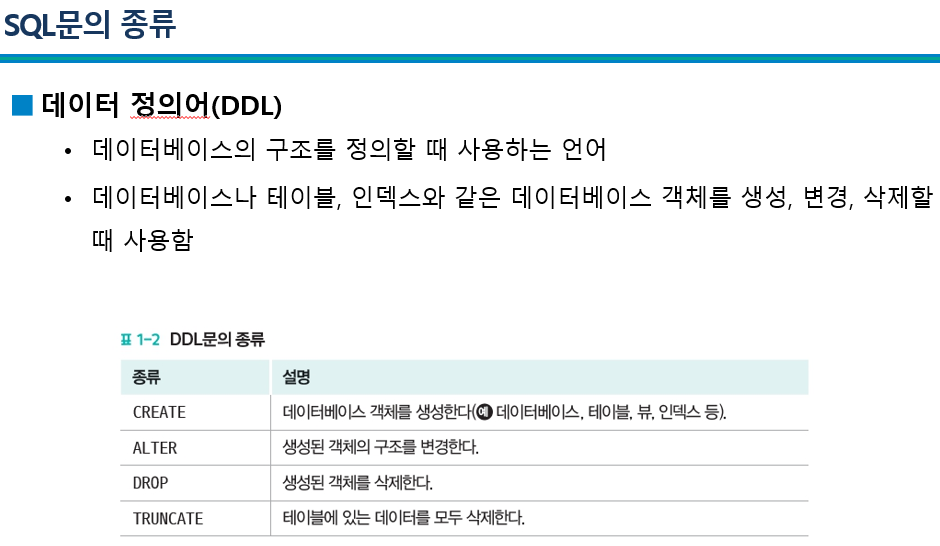 SQL문의 종류
데이터 정의어(DDL)
• 데이터베이스의 구조를 정의할 때 사용하는 언어
• 데이터베이스나 테이블, 인덱스와 같은 데이터베이스 객체를 생성, 변경, 삭제할
때 사용함
표 1-2 DDL문의 종류
종류 설명
CREATE 데이터베이스 객체를 생성한다(예 데이터베이스, 테이블, 뷰, 인덱스 등).
ALTER 생성된 객체의 구조를 변경한다.
DROP 생성된 객체를 삭제한다.
TRUNCATE 테이블에 있는 데이터를 모두 삭제한다.